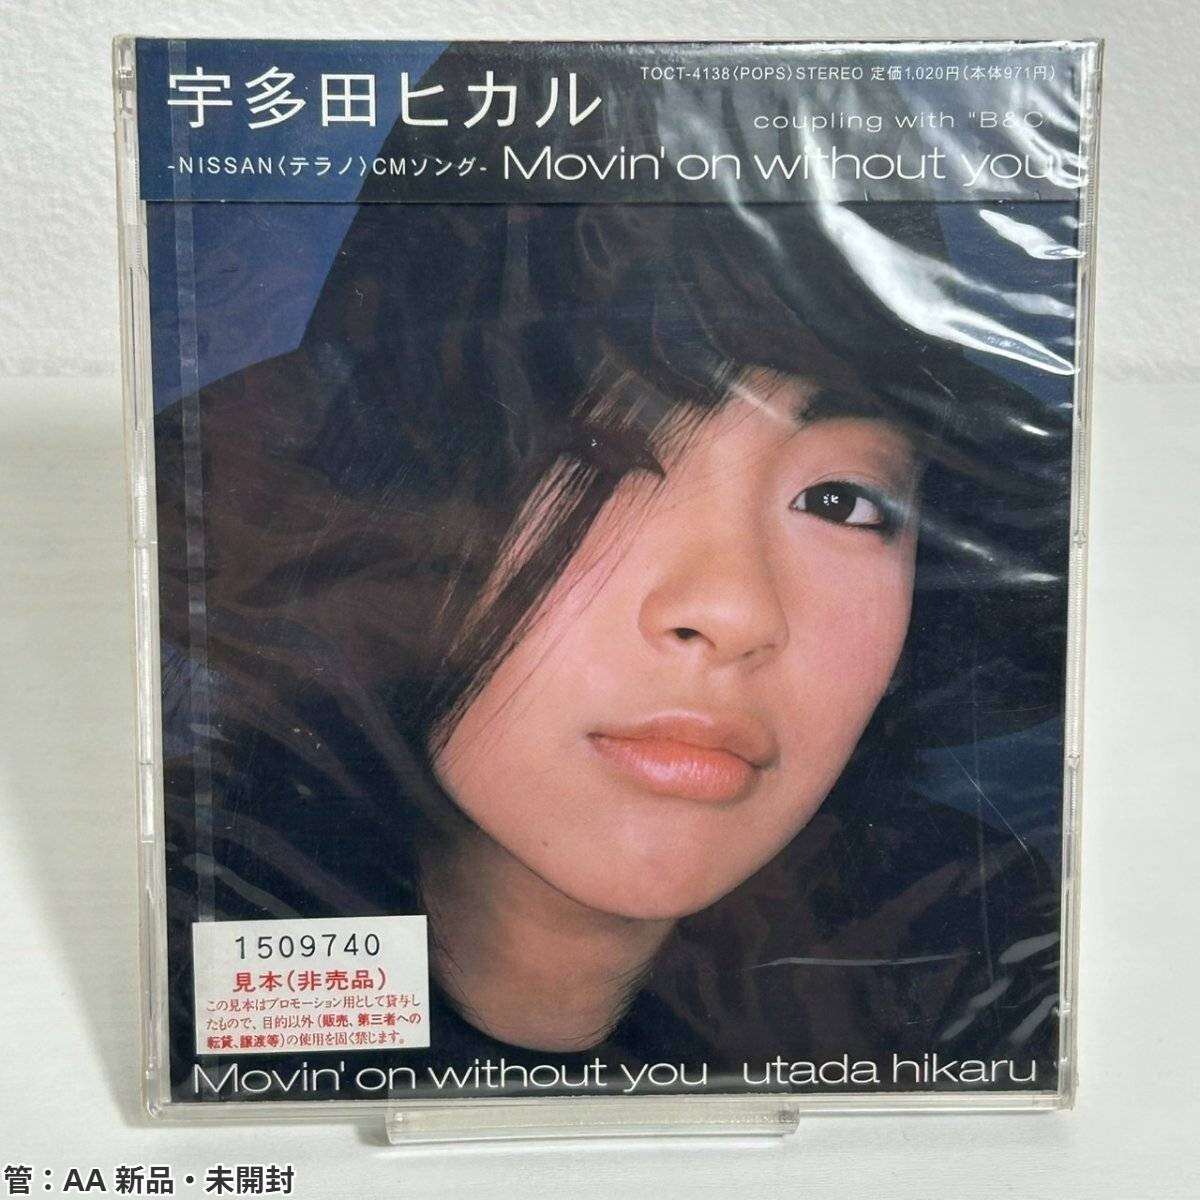 TOCT-4138〈POPS〉STEREO 定価1,020円(本体971円)
宇多田ヒカル
coupling with "B&C"
-NISSAN〈テラノ〉CMソング- Movin' on without you
1509740
見本(非売品)
この見本はプロモーション用として貸与し
たもので、目的以外(販売、第三者への
転貸、譲渡等)の使用を固く禁じます。
Movin' on without you utada hikaru
管:AA 新品・未開封